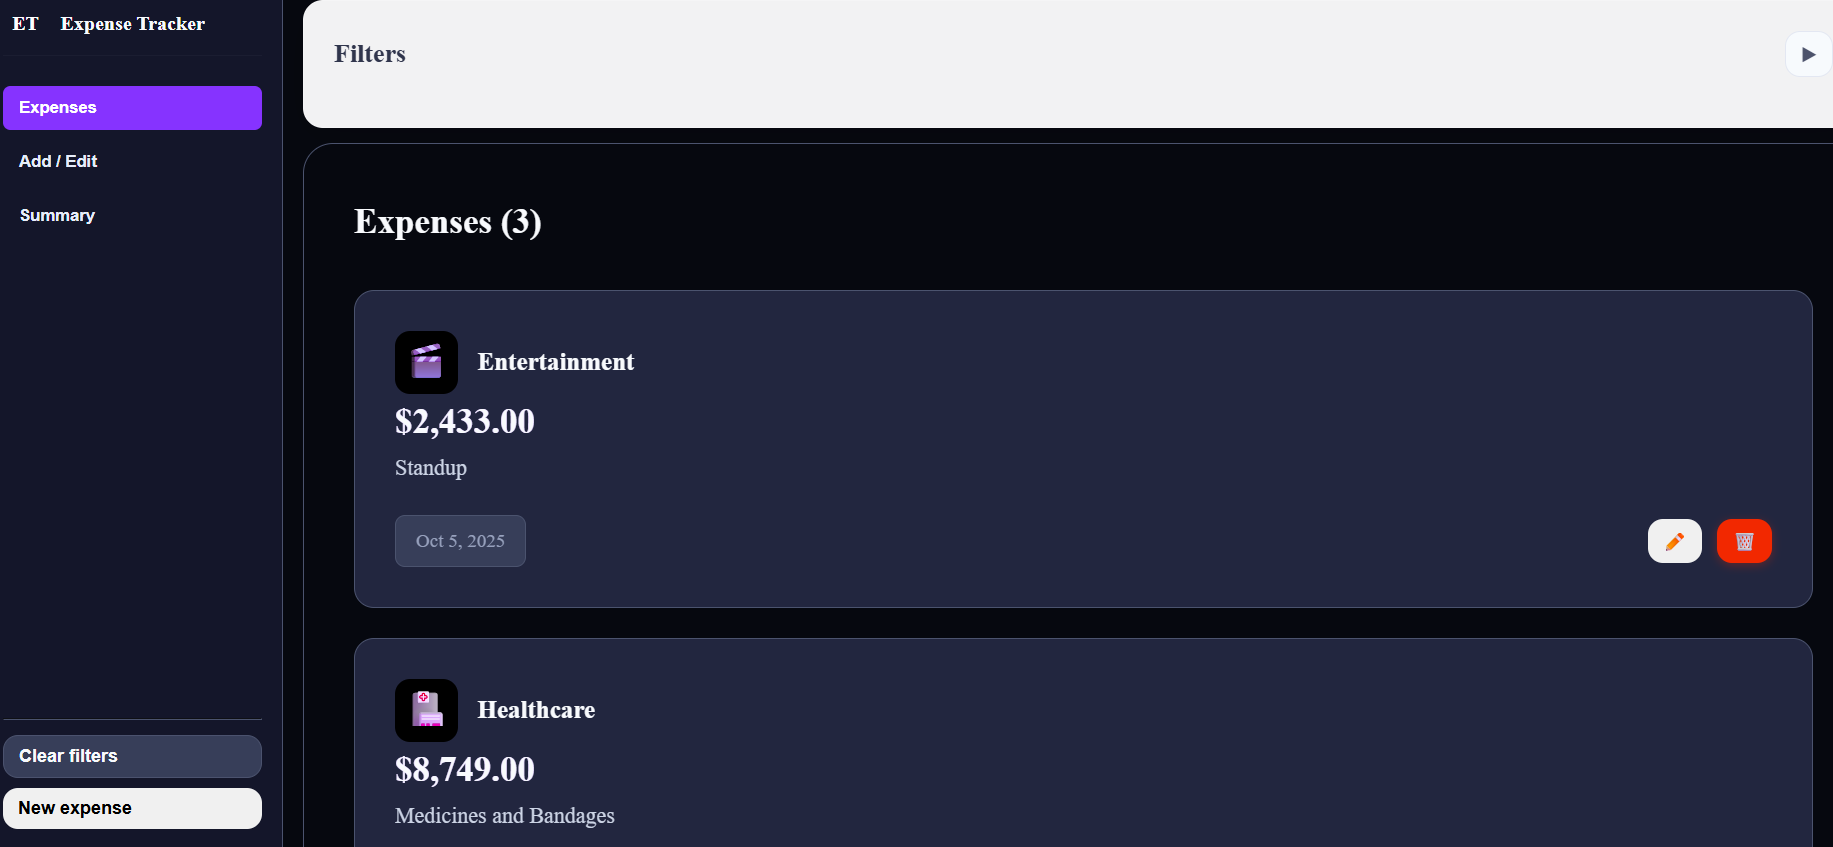 ET Expense Tracker
Expenses
Add / Edit
Summary
Clear filters
New expense
Filters
Expenses (3)
Entertainment
$2,433.00
Standup
Oct 5, 2025
Healthcare
$8,749.00
Medicines and Bandages